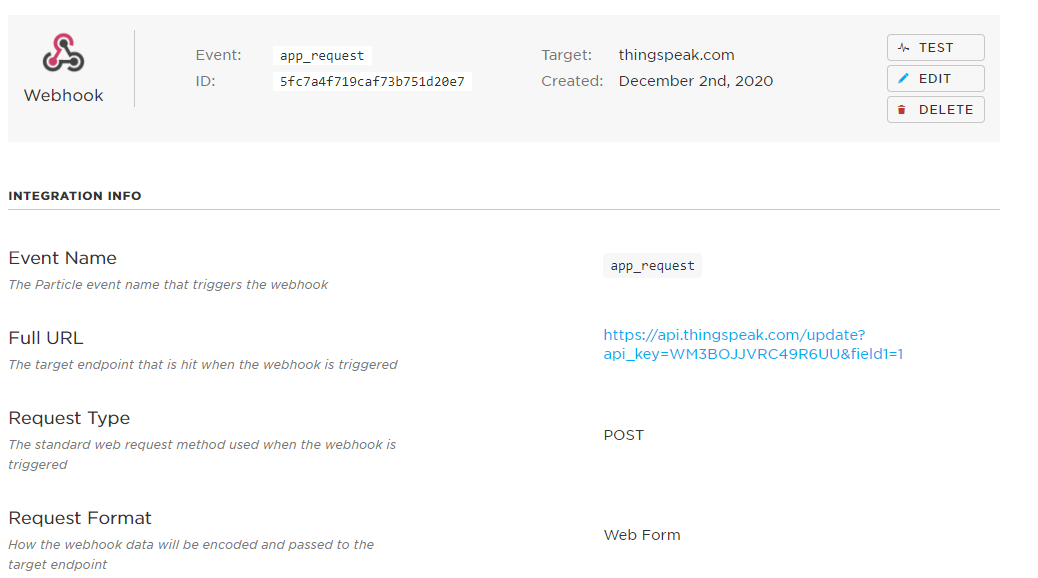 Webhook
Event: app_request
ID: 5fc7a4f719caf73b751d20e7
Target: thingspeak.com
Created: December 2nd, 2020
TEST
EDIT
DELETE
INTEGRATION INFO
Event Name
The Particle event name that triggers the webhook
app_request
Full URL
The target endpoint that is hit when the webhook is triggered
https://api.thingspeak.com/update?
api_key=WM3BOJJVRC49R6UU&field1=1
Request Type
The standard web request method used when the webhook is
triggered
POST
Request Format
How the webhook data will be encoded and passed to the
target endpoint
Web Form